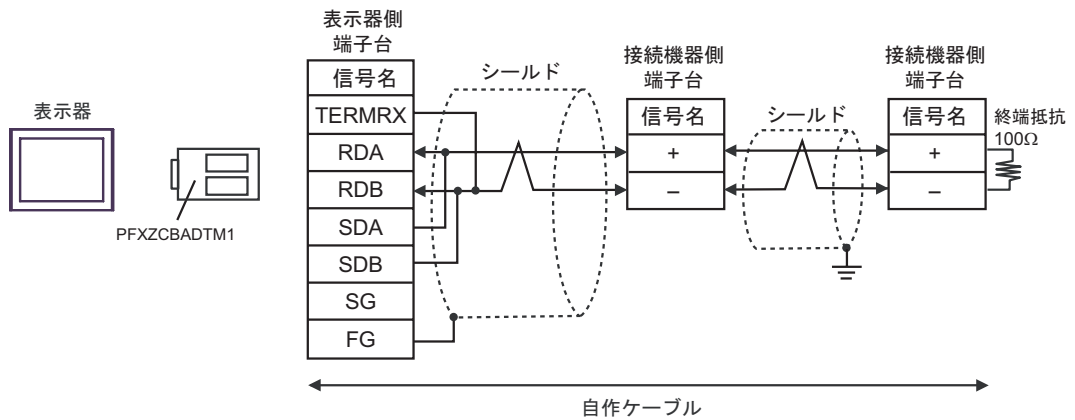 表示器
PFXZCBADTM1
表示器側
端子台
信号名
TERMRX
RDA
RDB
SDA
SDB
SG
FG
シールド
接続機器側
端子台
信号名
+
−
シールド
接続機器側
端子台
信号名
+
−
終端抵抗
100Ω
自作ケーブル